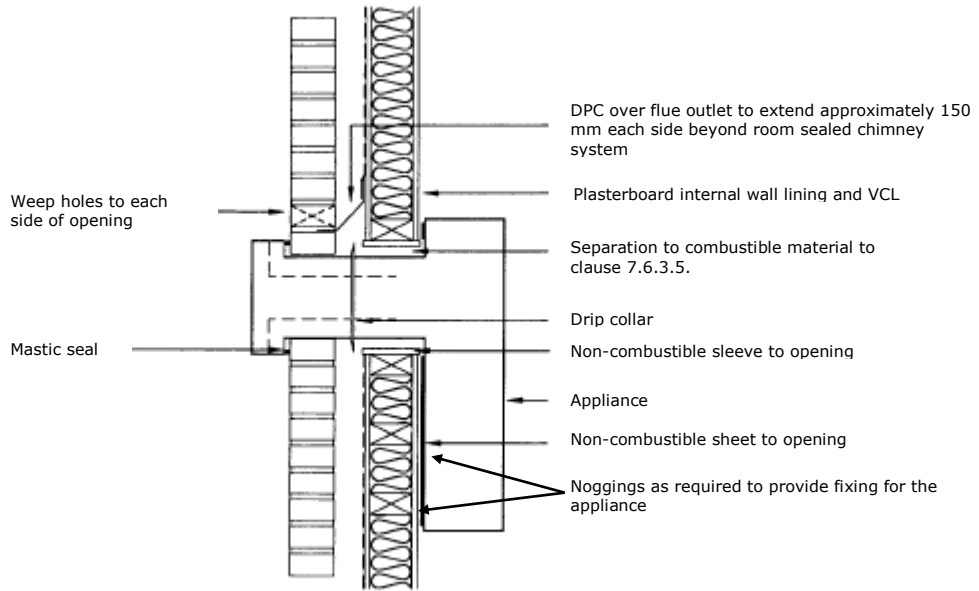 DPC over flue outlet to extend approximately 150
mm each side beyond room sealed chimney
system
Weep holes to each
side of opening
Plasterboard internal wall lining and VCL
Separation to combustible material to
clause 7.6.3.5.
Drip collar
Mastic seal
Non-combustible sleeve to opening
Appliance
Non-combustible sheet to opening
Noggings as required to provide fixing for the
appliance